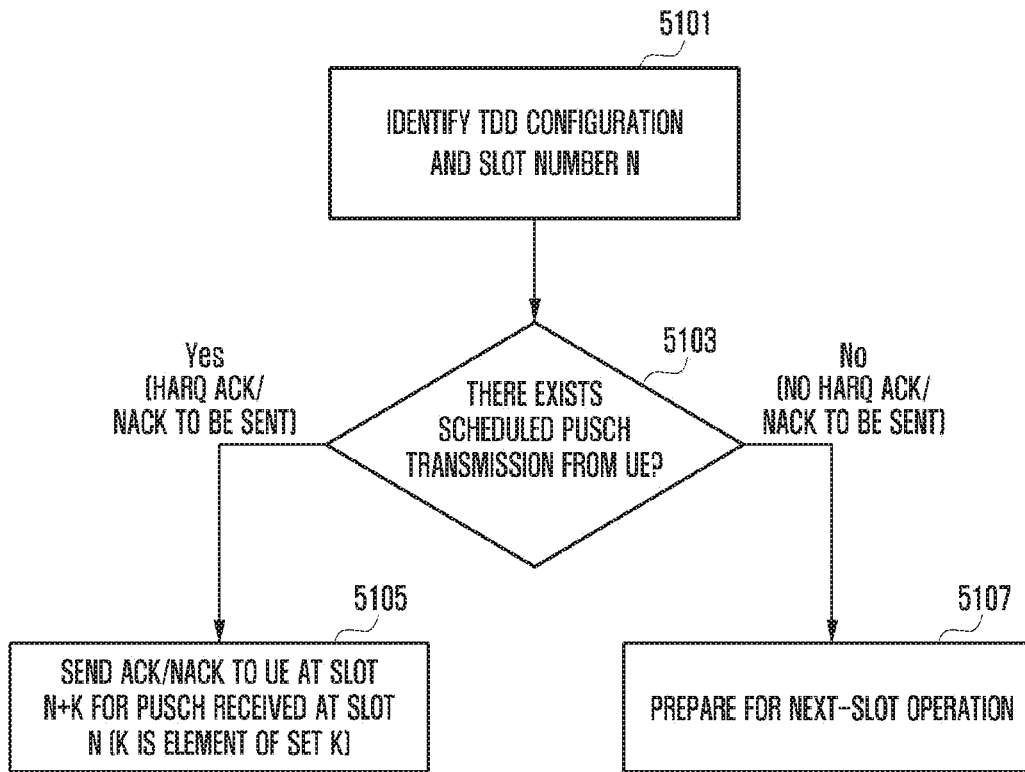 5101
IDENTIFY TDD CONFIGURATION
AND SLOT NUMBER N
5103
Yes
(HARQ ACK/
NACK TO BE SENT)
THERE EXISTS
SCHEDULED PUSCH
TRANSMISSION FROM UE?
No
(NO HARQ ACK/
NACK TO BE SENT)
5105
SEND ACK/NACK TO UE AT SLOT
N+K FOR PUSCH RECEIVED AT SLOT
N (K IS ELEMENT OF SET K)
5107
PREPARE FOR NEXT-SLOT OPERATION